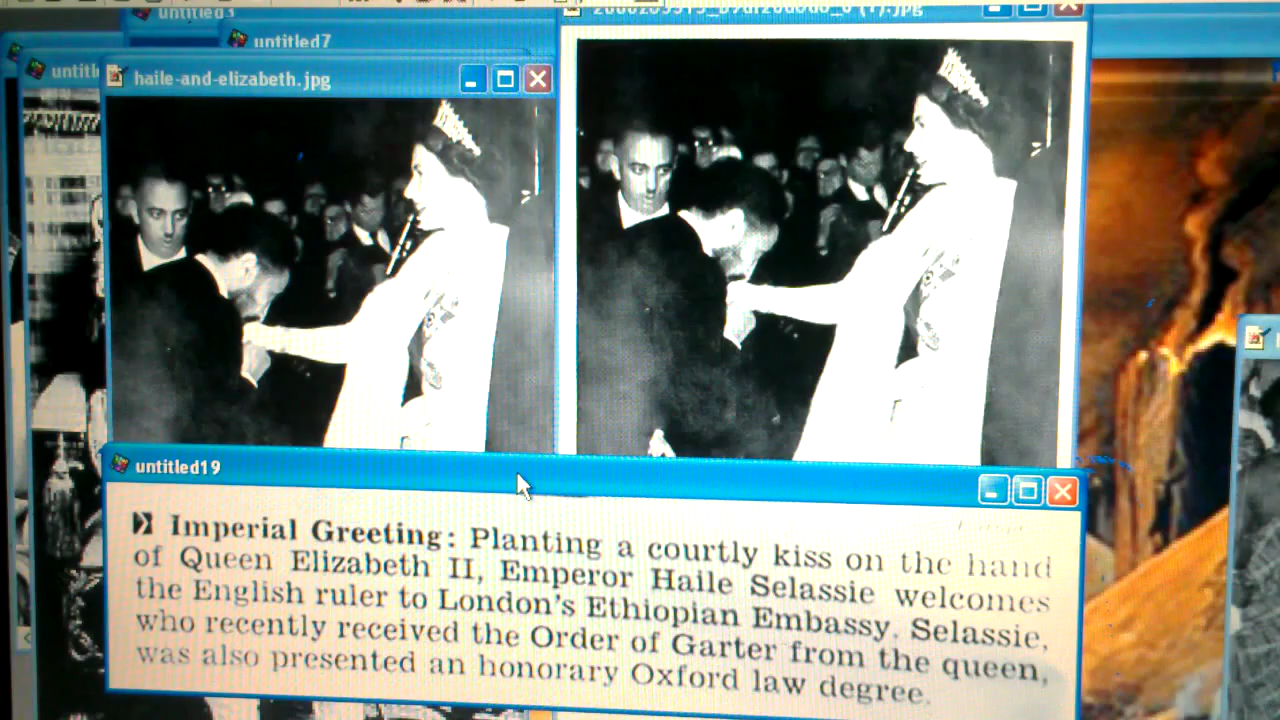 untitled3
untitled7
haile-and-elizabeth.jpg
untitled19
Imperial Greeting: Planting a courtly kiss on the hand
of Queen Elizabeth II, Emperor Haile Selassie welcomes
the English ruler to London's Ethiopian Embassy. Selassie,
who recently received the Order of Garter from the queen,
was also presented an honorary Oxford law degree.